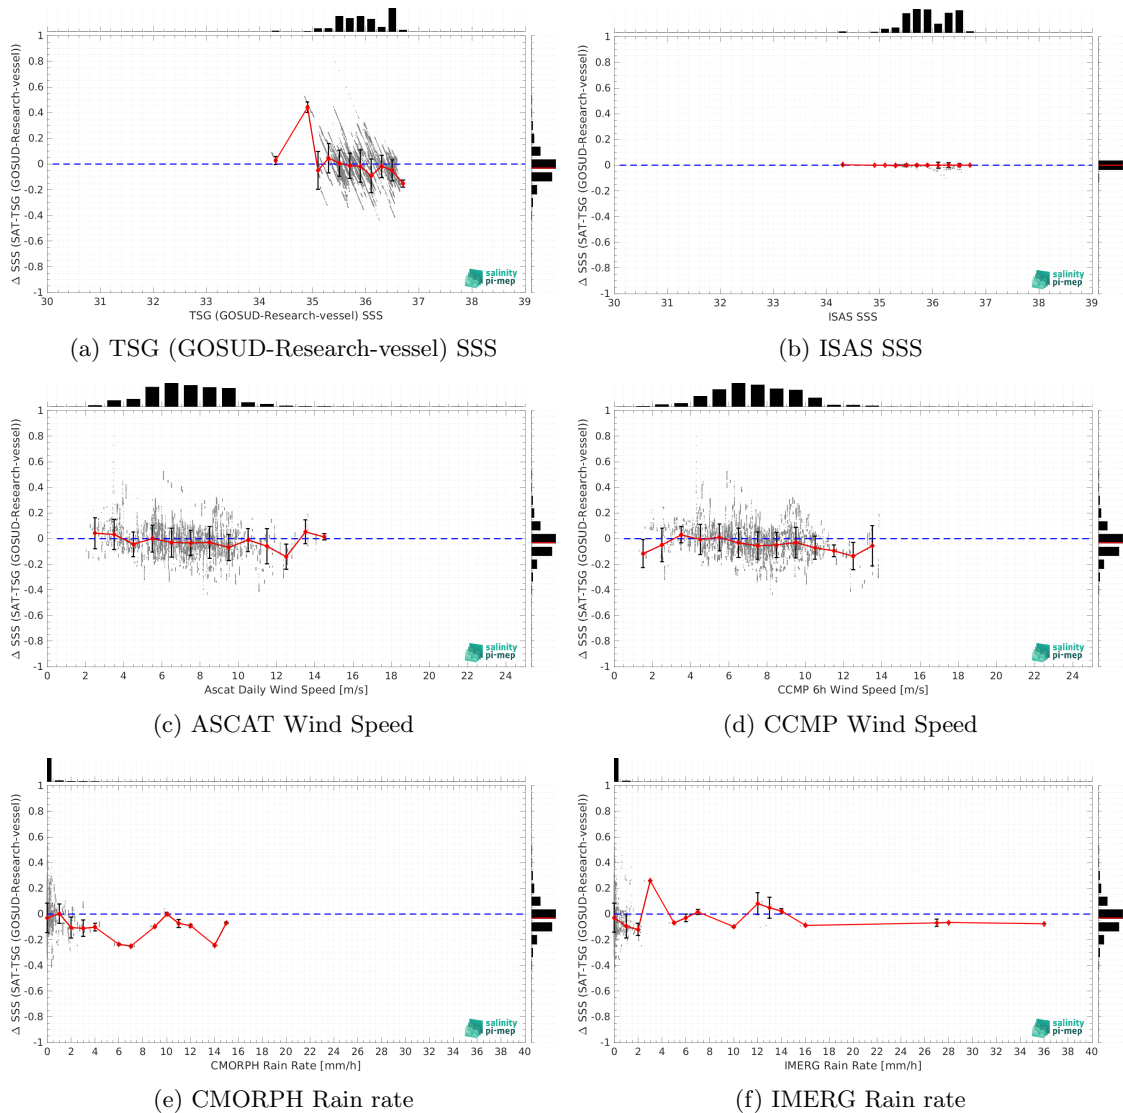 1
0.8
0.6
0.4
0.2
0
-0.2
-0.4
-0.6
-0.8
-1
Δ SSS (SAT-TSG (GOSUD-Research-vessel))
30 31 32 33 34 35 36 37 38 39
TSG (GOSUD-Research-vessel) SSS
salinity
pi-mep
(a) TSG (GOSUD-Research-vessel) SSS
1
0.8
0.6
0.4
0.2
0
-0.2
-0.4
-0.6
-0.8
-1
Δ SSS (SAT-TSG (GOSUD-Research-vessel))
30 31 32 33 34 35 36 37 38 39
ISAS SSS
salinity
pi-mep
(b) ISAS SSS
1
0.8
0.6
0.4
0.2
0
-0.2
-0.4
-0.6
-0.8
-1
Δ SSS (SAT-TSG (GOSUD-Research-vessel))
0 2 4 6 8 10 12 14 16 18 20 22 24
Ascat Daily Wind Speed [m/s]
salinity
pi-mep
(c) ASCAT Wind Speed
1
0.8
0.6
0.4
0.2
0
-0.2
-0.4
-0.6
-0.8
-1
Δ SSS (SAT-TSG (GOSUD-Research-vessel))
0 2 4 6 8 10 12 14 16 18 20 22 24
CCMP 6h Wind Speed [m/s]
salinity
pi-mep
(d) CCMP Wind Speed
1
0.8
0.6
0.4
0.2
0
-0.2
-0.4
-0.6
-0.8
-1
Δ SSS (SAT-TSG (GOSUD-Research-vessel))
0 2 4 6 8 10 12 14 16 18 20 22 24 26 28 30 32 34 36 38 40
CMORPH Rain Rate [mm/h]
salinity
pi-mep
(e) CMORPH Rain rate
1
0.8
0.6
0.4
0.2
0
-0.2
-0.4
-0.6
-0.8
-1
Δ SSS (SAT-TSG (GOSUD-Research-vessel))
0 2 4 6 8 10 12 14 16 18 20 22 24 26 28 30 32 34 36 38 40
IMERG Rain Rate [mm/h]
salinity
pi-mep
(f) IMERG Rain rate